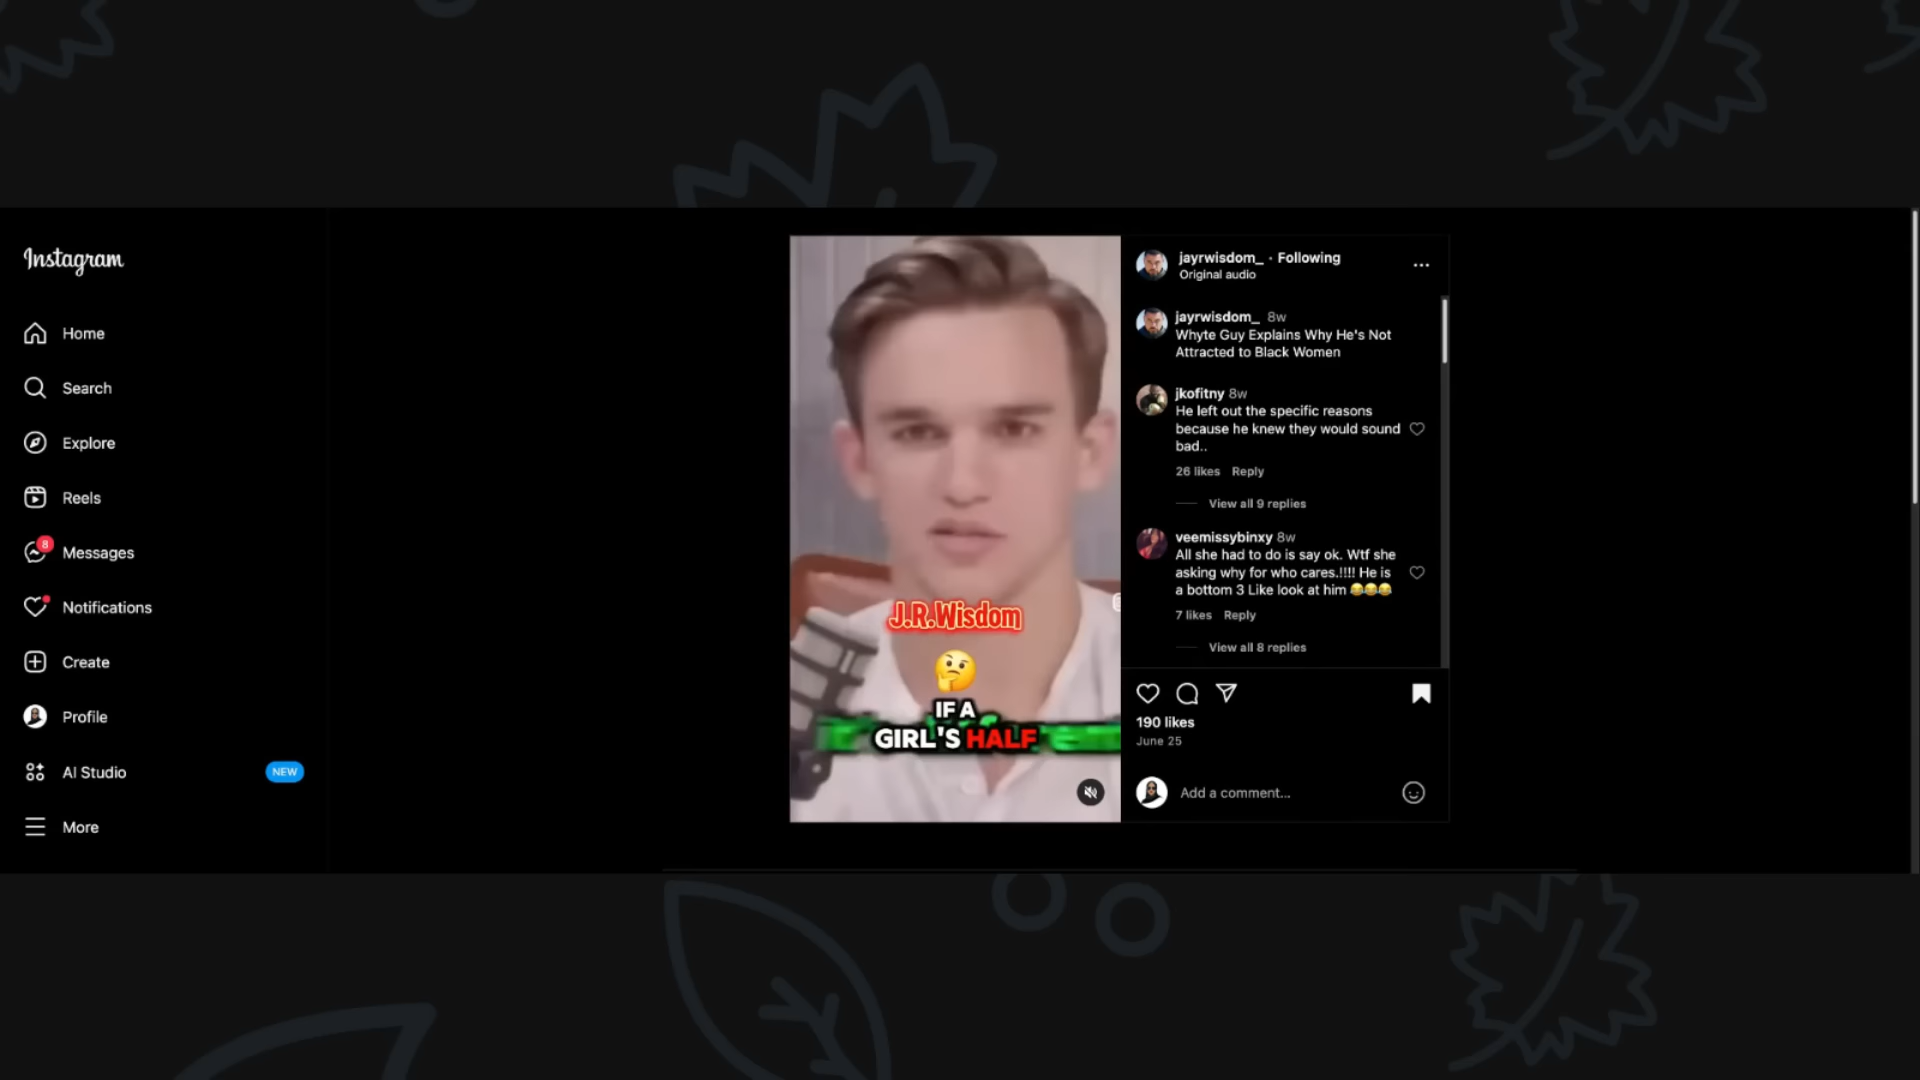 Instagram
Home
Search
Explore
Reels
8
Messages
Notifications
Create
Profile
AI Studio
NEW
More
J.R.Wisdom
IF A
GIRL'S HALF
jayrwisdom_ · Following
Original audio
jayrwisdom_ 8w
Whyte Guy Explains Why He's Not
Attracted to Black Women
jkofitny 8w
He left out the specific reasons
because he knew they would sound
bad..
26 likes Reply
View all 9 replies
veemissybinxy 8w
All she had to do is say ok. Wtf she
asking why for who cares.!!!! He is
a bottom 3 Like look at him 😂😂😂
7 likes Reply
View all 8 replies
190 likes
June 25
Add a comment...